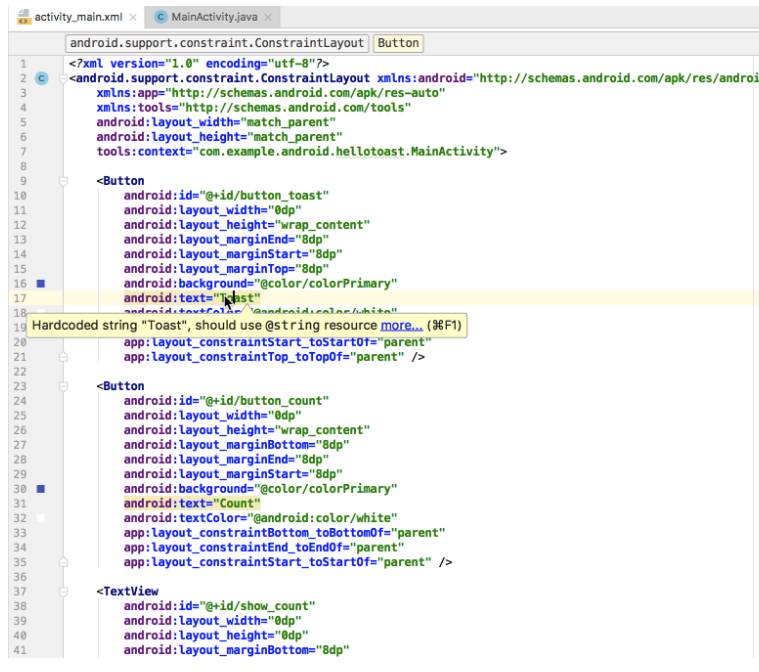 activity_main.xml × C MainActivity.java ×
android.support.constraint.ConstraintLayout Button
1 <?xml version="1.0" encoding="utf-8"?>
2 C <android.support.constraint.ConstraintLayout xmlns:android="http://schemas.android.com/apk/res/androi
3 xmlns:app="http://schemas.android.com/apk/res-auto"
4 xmlns:tools="http://schemas.android.com/tools"
5 android:layout_width="match_parent"
6 android:layout_height="match_parent"
7 tools:context="com.example.android.hellotoast.MainActivity">
8
9 <Button
10 android:id="@+id/button_toast"
11 android:layout_width="0dp"
12 android:layout_height="wrap_content"
13 android:layout_marginEnd="8dp"
14 android:layout_marginStart="8dp"
15 android:layout_marginTop="8dp"
16 android:background="@color/colorPrimary"
17 android:text="Toast"
18 android:textColor="@android:color/white"
Hardcoded string "Toast", should use @string resource more... (⌘F1)
20 app:layout_constraintStart_toStartOf="parent"
21 app:layout_constraintTop_toTopOf="parent" />
22
23 <Button
24 android:id="@+id/button_count"
25 android:layout_width="0dp"
26 android:layout_height="wrap_content"
27 android:layout_marginBottom="8dp"
28 android:layout_marginEnd="8dp"
29 android:layout_marginStart="8dp"
30 android:background="@color/colorPrimary"
31 android:text="Count"
32 android:textColor="@android:color/white"
33 app:layout_constraintBottom_toBottomOf="parent"
34 app:layout_constraintEnd_toEndOf="parent"
35 app:layout_constraintStart_toStartOf="parent" />
36
37 <TextView
38 android:id="@+id/show_count"
39 android:layout_width="0dp"
40 android:layout_height="0dp"
41 android:layout_marginBottom="8dp"